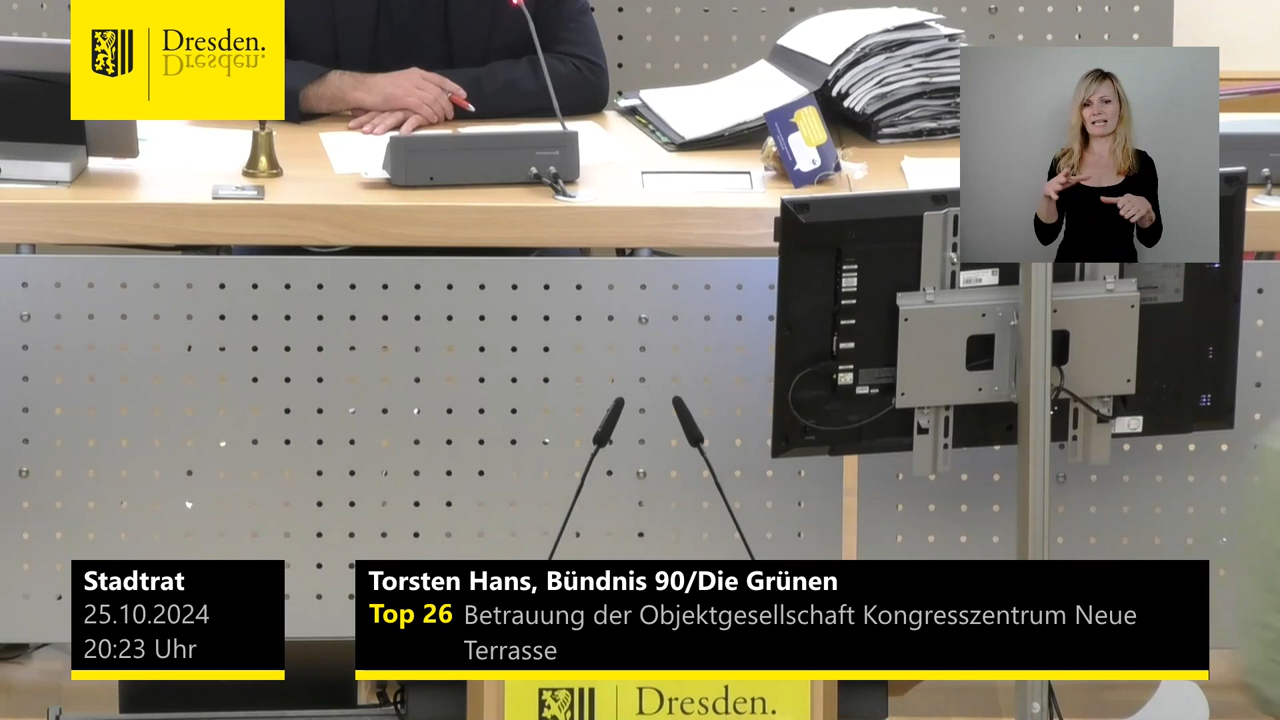 Dresden.
Dresden.
Stadtrat
25.10.2024
20:23 Uhr
Torsten Hans, Bündnis 90/Die Grünen
Top 26 Betrauung der Objektgesellschaft Kongresszentrum Neue
Terrasse
Dresden.